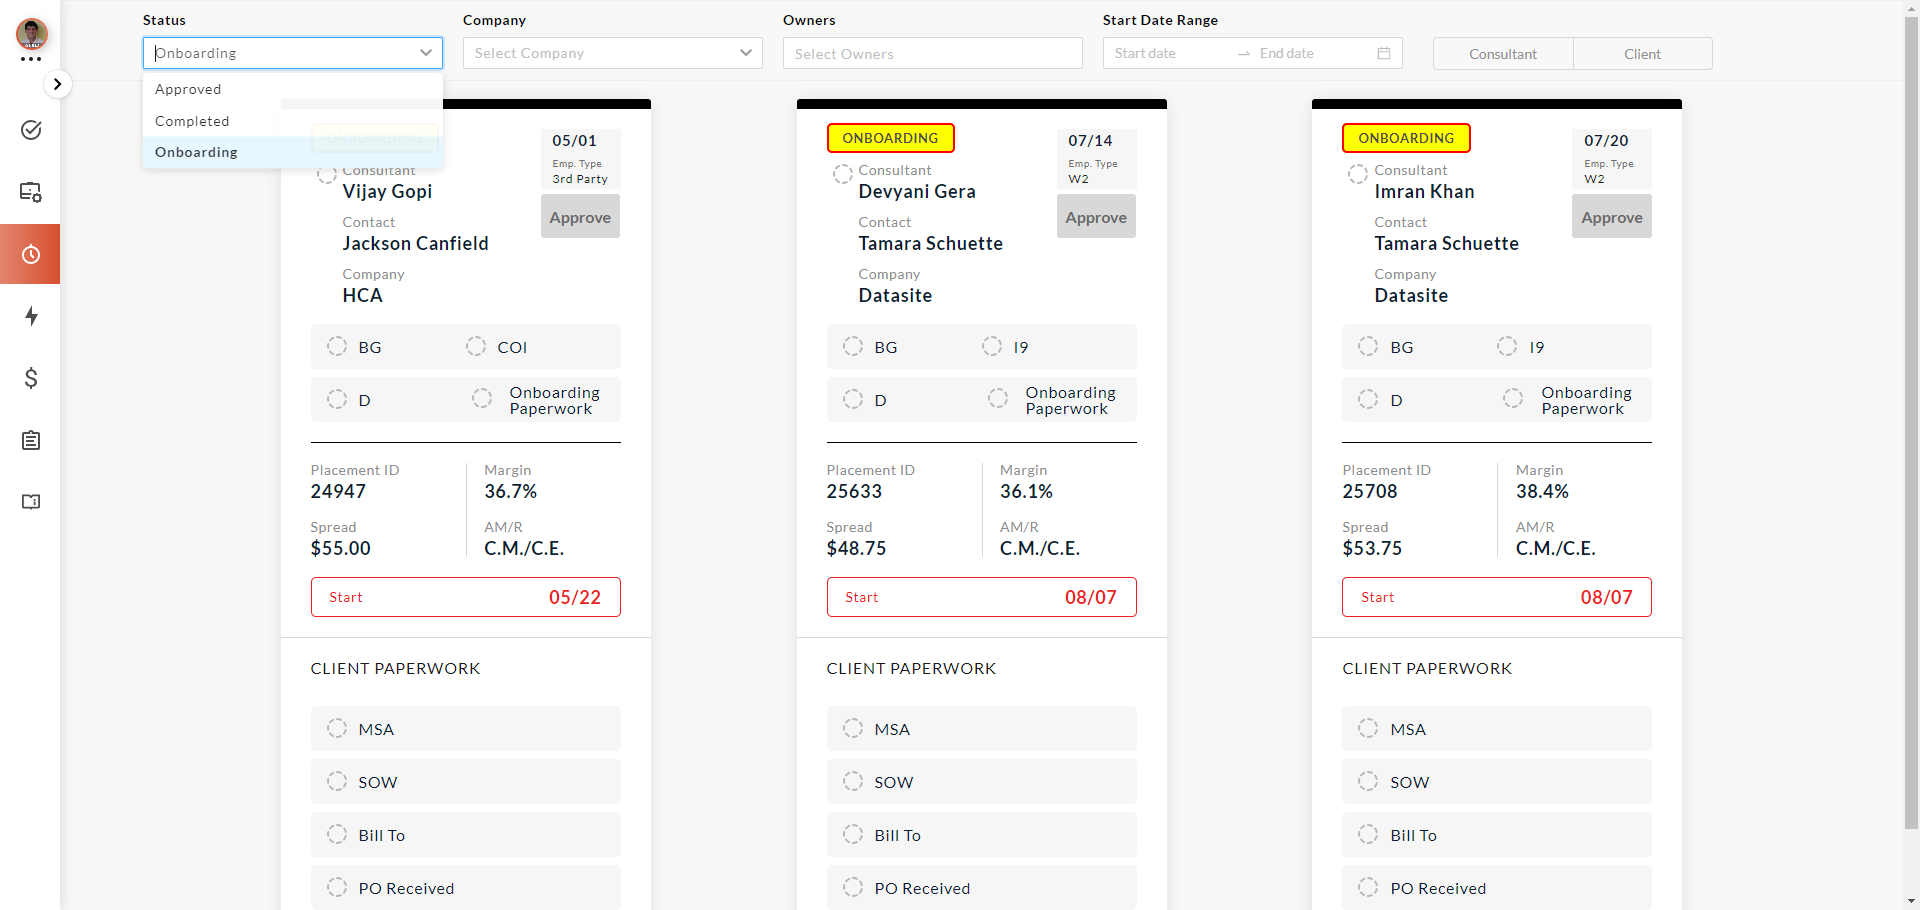 Status
Company
Owners
Start Date Range
Onboarding
Select Company
Select Owners
Start date
End date
Consultant
Client
Approved
Completed
Onboarding
05/01
Emp. Type
3rd Party
Approve
Consultant
Vijay Gopi
Contact
Jackson Canfield
Company
HCA
BG
COI
D
Onboarding
Paperwork
Placement ID
24947
Margin
36.7%
Spread
$55.00
AM/R
C.M./C.E.
Start
05/22
CLIENT PAPERWORK
MSA
SOW
Bill To
PO Received
ONBOARDING
07/14
Emp. Type
W2
Approve
Consultant
Devyani Gera
Contact
Tamara Schuette
Company
Datasite
BG
I9
D
Onboarding
Paperwork
Placement ID
25633
Margin
36.1%
Spread
$48.75
AM/R
C.M./C.E.
Start
08/07
CLIENT PAPERWORK
MSA
SOW
Bill To
PO Received
ONBOARDING
07/20
Emp. Type
W2
Approve
Consultant
Imran Khan
Contact
Tamara Schuette
Company
Datasite
BG
I9
D
Onboarding
Paperwork
Placement ID
25708
Margin
38.4%
Spread
$53.75
AM/R
C.M./C.E.
Start
08/07
CLIENT PAPERWORK
MSA
SOW
Bill To
PO Received